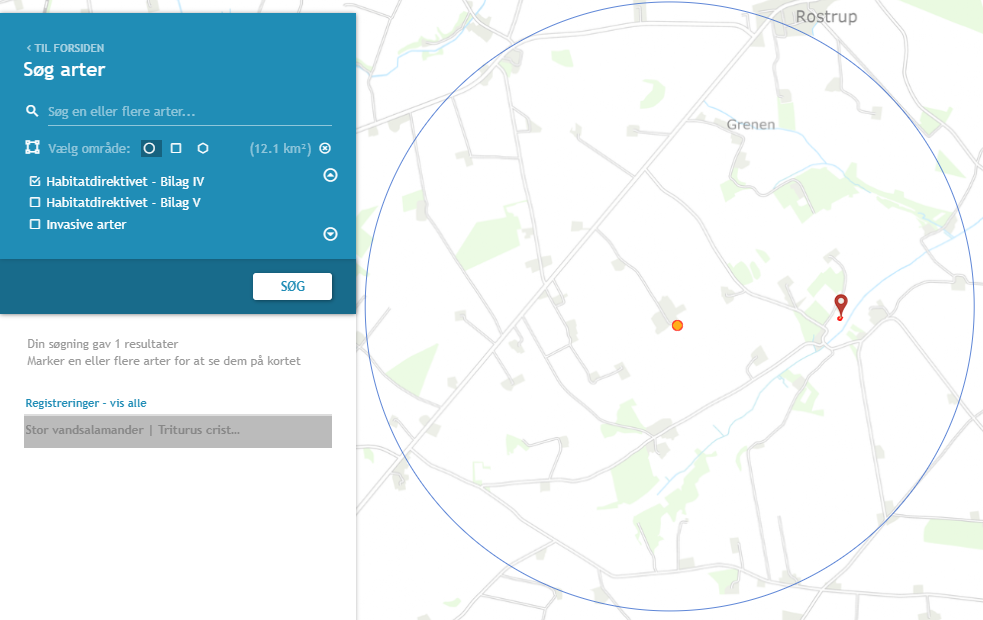 ‹ TIL FORSIDEN
Søg arter
Søg en eller flere arter...
Vælg område:
(12.1 km²)
Habitatdirektivet - Bilag IV
Habitatdirektivet - Bilag V
Invasive arter
SØG
Din søgning gav 1 resultater
Marker en eller flere arter for at se dem på kortet
Registreringer - vis alle
Stor vandsalamander | Triturus crist...
Rostrup
Grenen